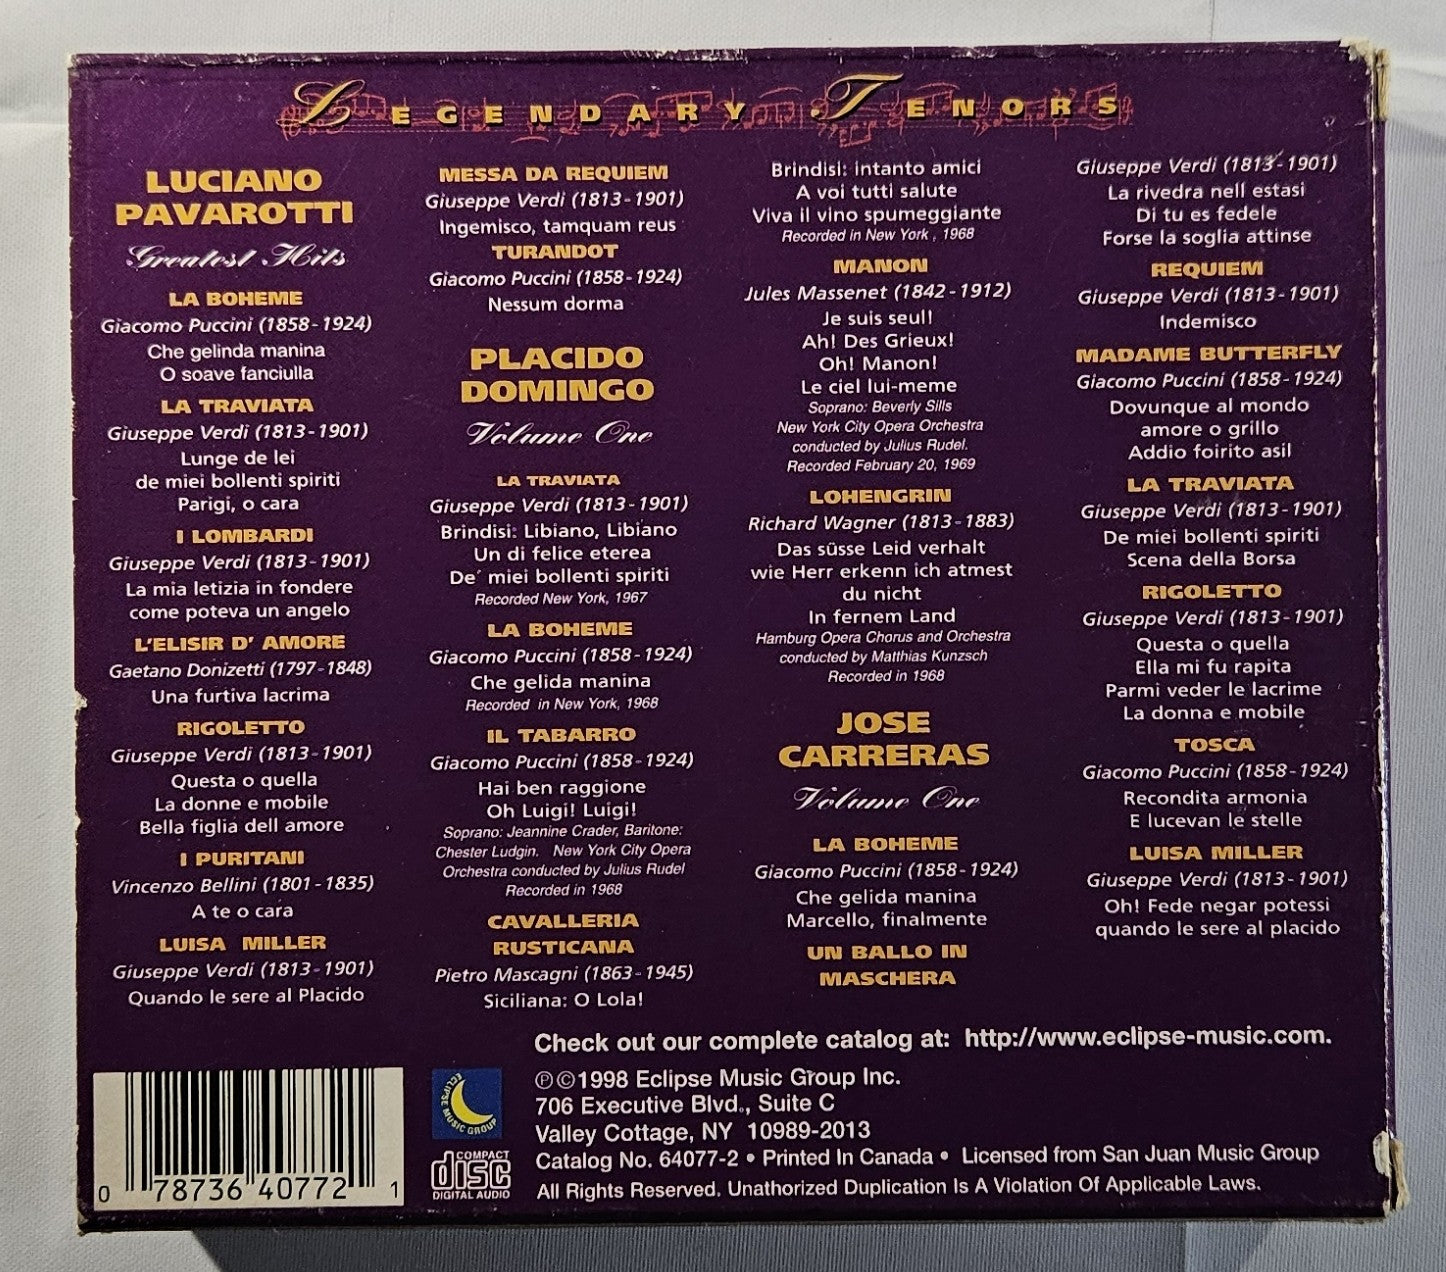 LEGENDARY TENORS
LUCIANO
PAVAROTTI
Greatest Hits
LA BOHEME
Giacomo Puccini (1858-1924)
Che gelinda manina
O soave fanciulla
LA TRAVIATA
Giuseppe Verdi (1813-1901)
Lunge de lei
de miei bollenti spiriti
Parigi, o cara
I LOMBARDI
Giuseppe Verdi (1813-1901)
La mia letizia in fondere
come poteva un angelo
L'ELISIR D' AMORE
Gaetano Donizetti (1797-1848)
Una furtiva lacrima
RIGOLETTO
Giuseppe Verdi (1813-1901)
Questa o quella
La donne e mobile
Bella figlia dell amore
I PURITANI
Vincenzo Bellini (1801-1835)
A te o cara
LUISA MILLER
Giuseppe Verdi (1813-1901)
Quando le sere al Placido
MESSA DA REQUIEM
Giuseppe Verdi (1813-1901)
Ingemisco, tamquam reus
TURANDOT
Giacomo Puccini (1858-1924)
Nessum dorma
PLACIDO
DOMINGO
Volume One
LA TRAVIATA
Giuseppe Verdi (1813-1901)
Brindisi: Libiano, Libiano
Un di felice eterea
De' miei bollenti spiriti
Recorded New York, 1967
LA BOHEME
Giacomo Puccini (1858-1924)
Che gelida manina
Recorded in New York, 1968
IL TABARRO
Giacomo Puccini (1858-1924)
Hai ben raggione
Oh Luigi! Luigi!
Soprano: Jeannine Crader, Baritone:
Chester Ludgin. New York City Opera
Orchestra conducted by Julius Rudel
Recorded in 1968
CAVALLERIA
RUSTICANA
Pietro Mascagni (1863-1945)
Siciliana: O Lola!
Brindisi: intanto amici
A voi tutti salute
Viva il vino spumeggiante
Recorded in New York , 1968
MANON
Jules Massenet (1842-1912)
Je suis seul!
Ah! Des Grieux!
Oh! Manon!
Le ciel lui-meme
Soprano: Beverly Sills
New York City Opera Orchestra
conducted by Julius Rudel.
Recorded February 20, 1969
LOHENGRIN
Richard Wagner (1813-1883)
Das süsse Leid verhalt
wie Herr erkenn ich atmest
du nicht
In fernem Land
Hamburg Opera Chorus and Orchestra
conducted by Matthias Kunzsch
Recorded in 1968
JOSE
CARRERAS
Volume One
LA BOHEME
Giacomo Puccini (1858-1924)
Che gelida manina
Marcello, finalmente
UN BALLO IN
MASCHERA
Giuseppe Verdi (1813-1901)
La rivedra nell estasi
Di tu es fedele
Forse la soglia attinse
REQUIEM
Giuseppe Verdi (1813-1901)
Indemisco
MADAME BUTTERFLY
Giacomo Puccini (1858-1924)
Dovunque al mondo
amore o grillo
Addio foirito asil
LA TRAVIATA
Giuseppe Verdi (1813-1901)
De miei bollenti spiriti
Scena della Borsa
RIGOLETTO
Giuseppe Verdi (1813-1901)
Questa o quella
Ella mi fu rapita
Parmi veder le lacrime
La donna e mobile
TOSCA
Giacomo Puccini (1858-1924)
Recondita armonia
E lucevan le stelle
LUISA MILLER
Giuseppe Verdi (1813-1901)
Oh! Fede negar potessi
quando le sere al placido
Check out our complete catalog at: http://www.eclipse-music.com.
℗©1998 Eclipse Music Group Inc.
706 Executive Blvd., Suite C
Valley Cottage, NY 10989-2013
Catalog No. 64077-2 • Printed In Canada • Licensed from San Juan Music Group
All Rights Reserved. Unathorized Duplication Is A Violation Of Applicable Laws.
ECLIPSE MUSIC GROUP
COMPACT
disc
DIGITAL AUDIO
0 78736 40772 1